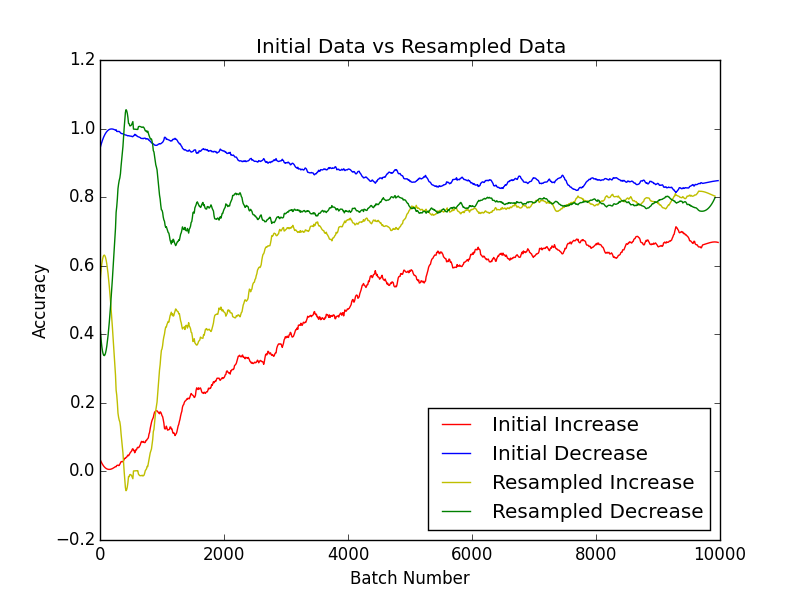 Initial Data vs Resampled Data
1.2
1.0
0.8
0.6
0.4
0.2
0.0
−0.2
Accuracy
0 2000 4000 6000 8000 10000
Batch Number
Initial Increase
Initial Decrease
Resampled Increase
Resampled Decrease